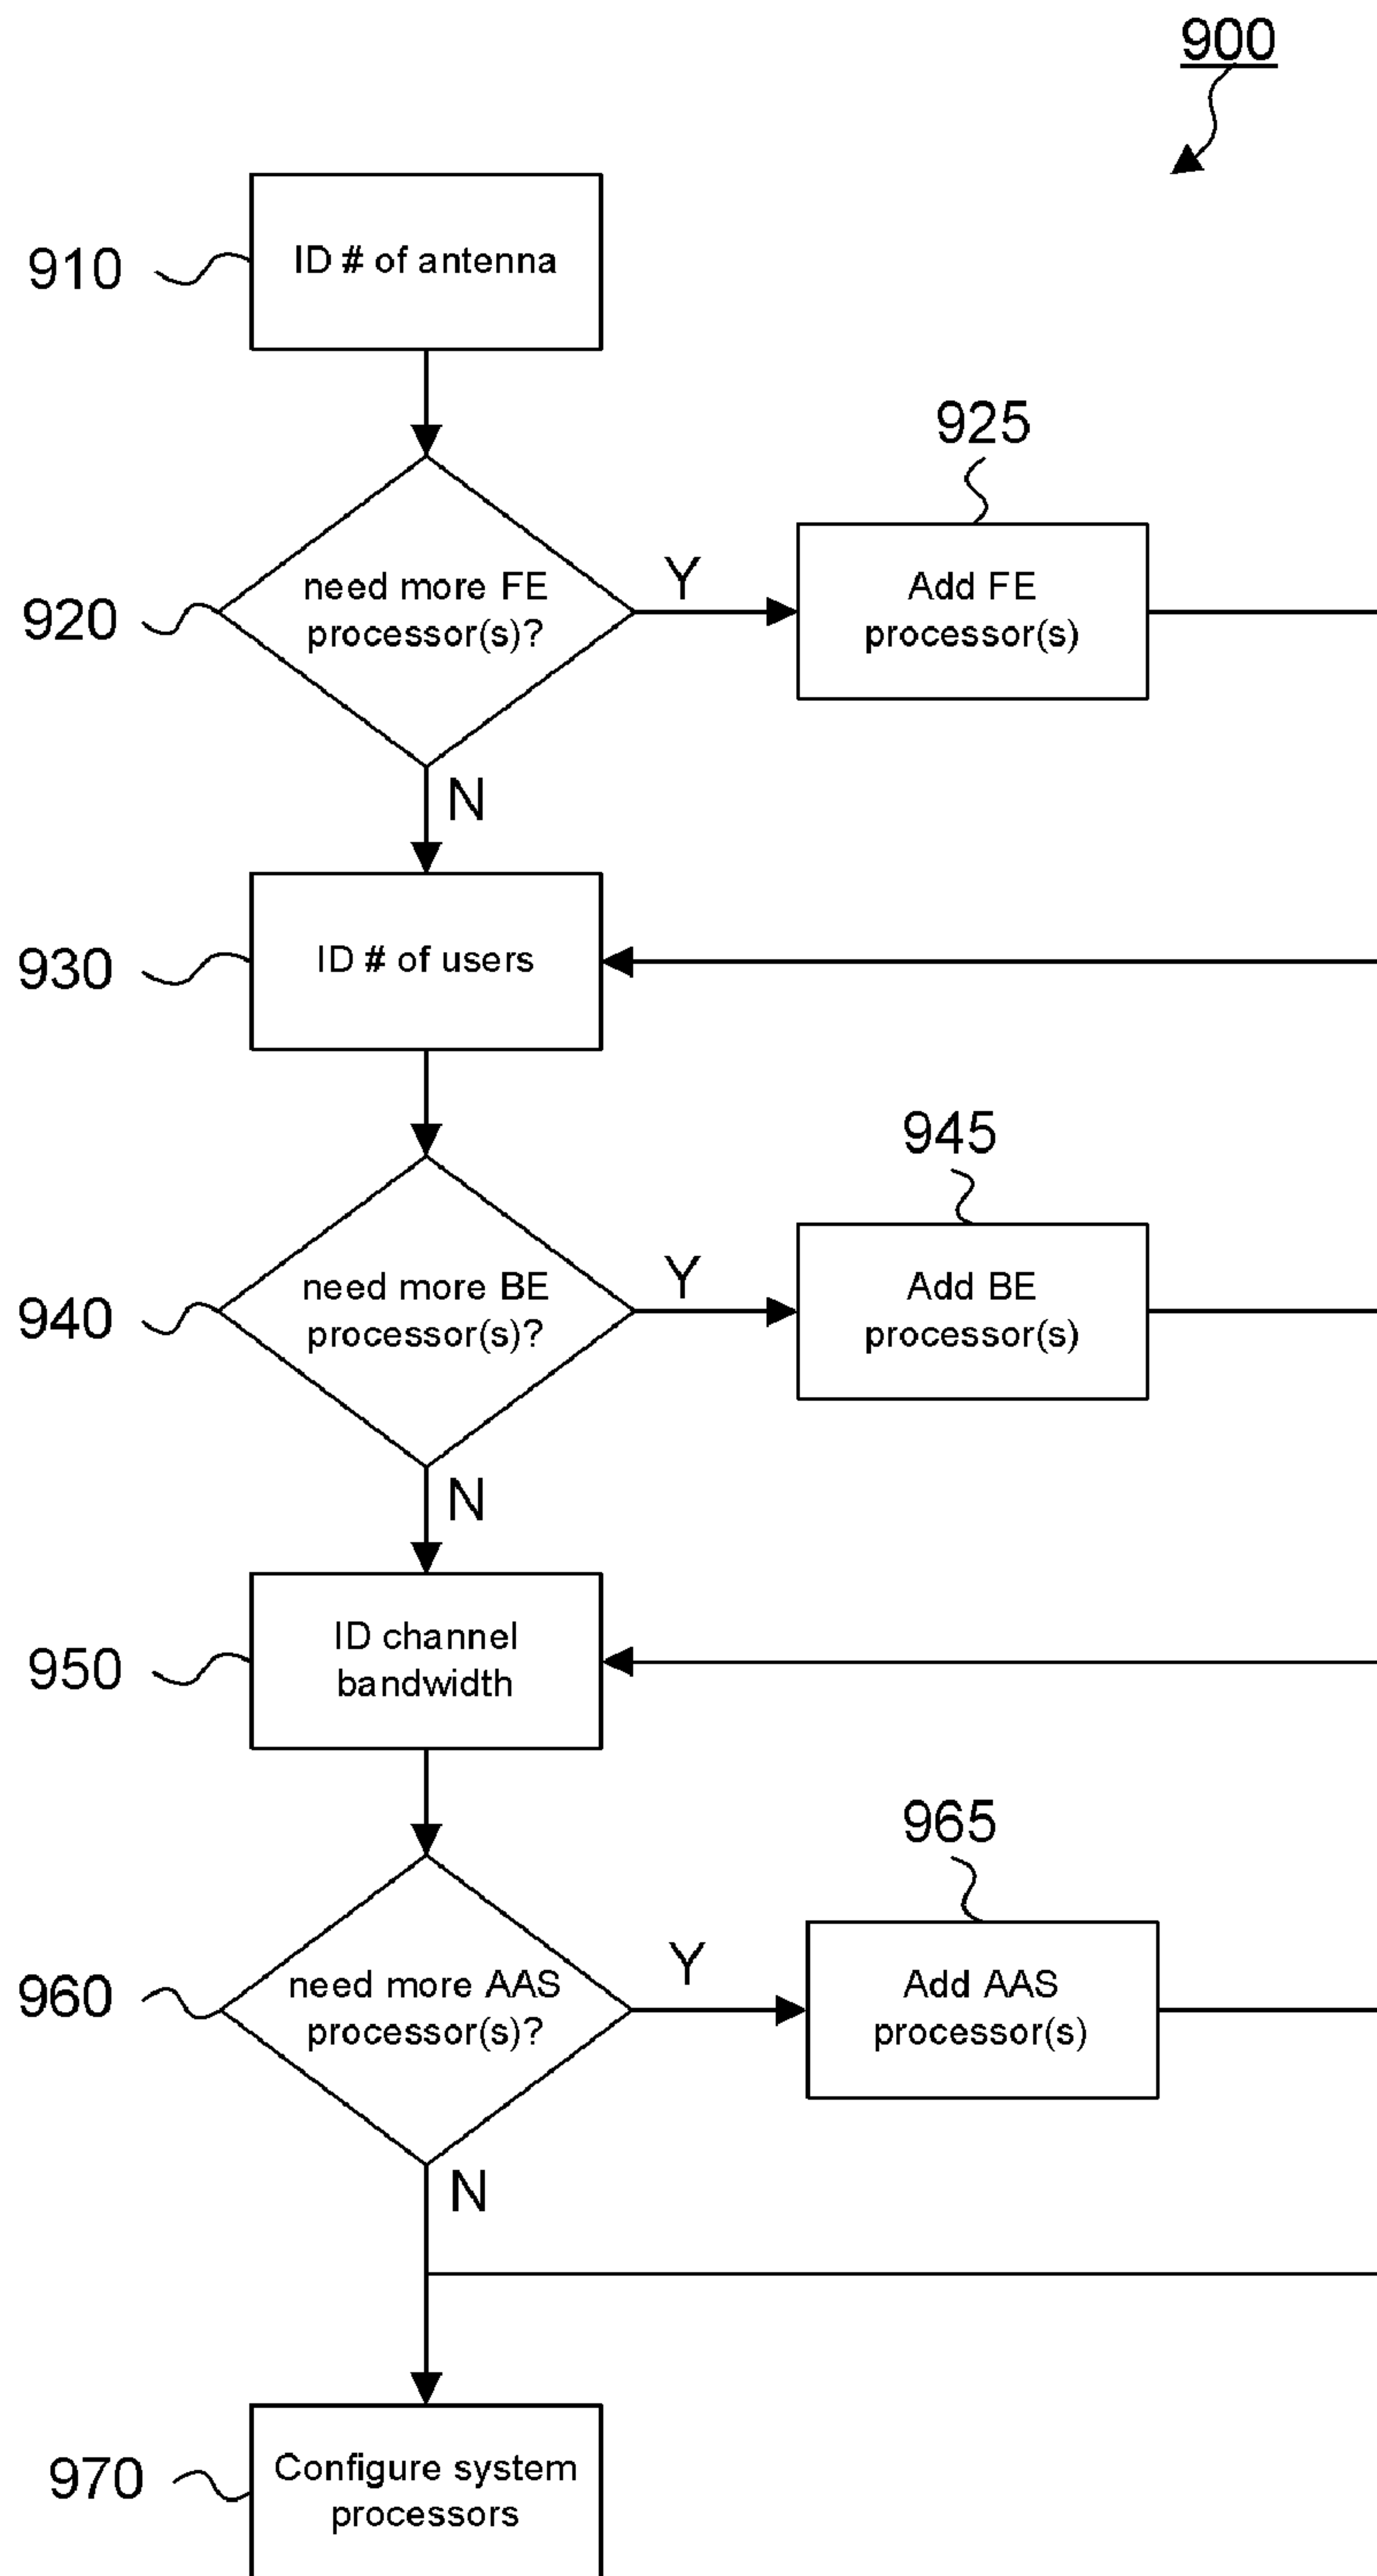 900
910
ID # of antenna
925
920
need more FE
processor(s)?
Y
Add FE
processor(s)
N
930
ID # of users
945
940
need more BE
processor(s)?
Y
Add BE
processor(s)
N
950
ID channel
bandwidth
965
960
need more AAS
processor(s)?
Y
Add AAS
processor(s)
N
970
Configure system
processors